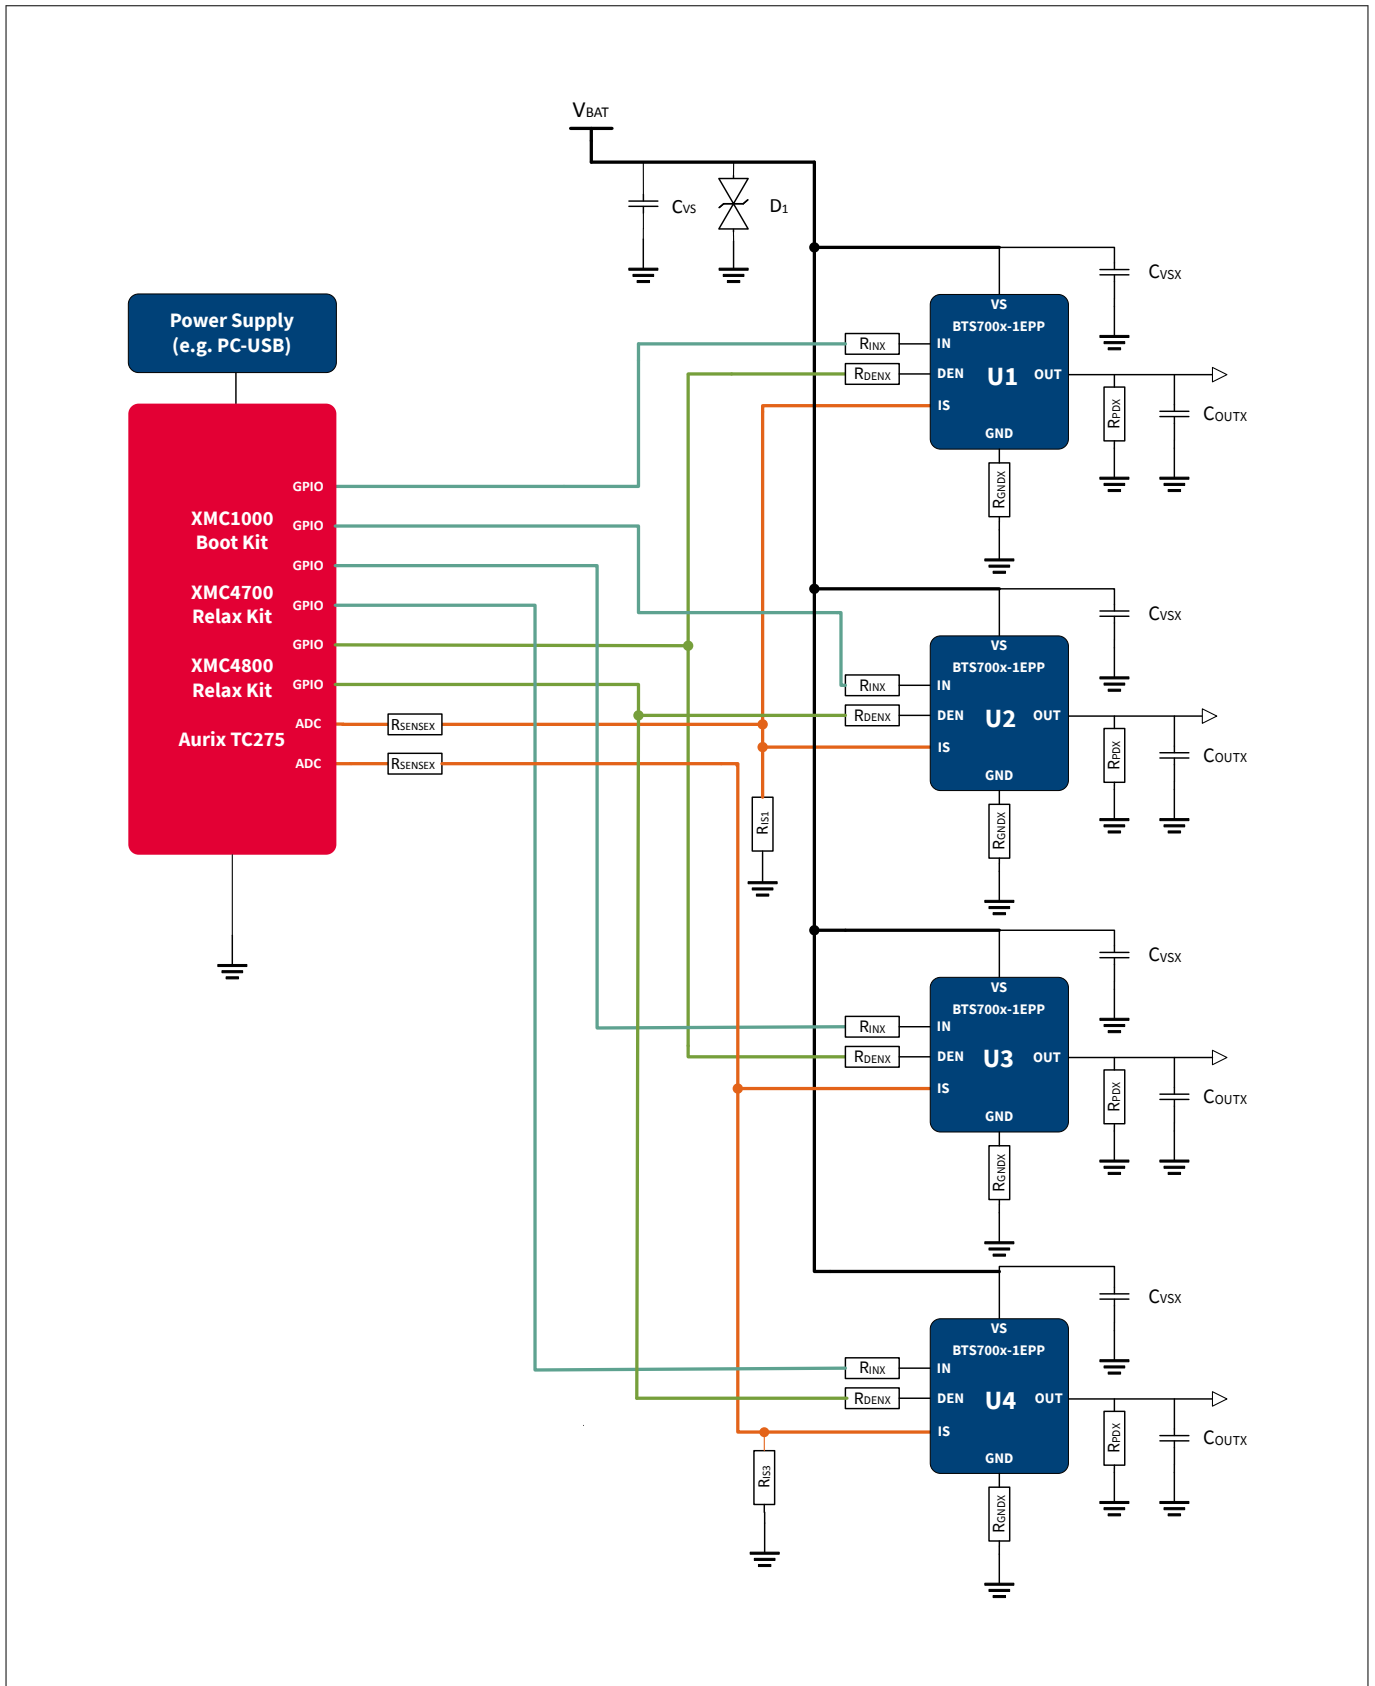 VBAT
CVS
D1
CVSX
Power Supply
(e.g. PC-USB)
VS
BTS700x-1EPP
RINX
IN
RDENX
DEN
U1
OUT
IS
RPDX
COUTX
GND
RGNDX
GPIO
XMC1000
Boot Kit
GPIO
GPIO
XMC4700
Relax Kit
GPIO
GPIO
XMC4800
Relax Kit
GPIO
ADC
RSENSEX
Aurix TC275
ADC
RSENSEX
RIS1
CVSX
VS
BTS700x-1EPP
RINX
IN
RDENX
DEN
U2
OUT
IS
RPDX
COUTX
GND
RGNDX
CVSX
VS
BTS700x-1EPP
RINX
IN
RDENX
DEN
U3
OUT
IS
RPDX
COUTX
GND
RGNDX
CVSX
VS
BTS700x-1EPP
RINX
IN
RDENX
DEN
U4
OUT
IS
RPDX
COUTX
GND
RIS3
RGNDX